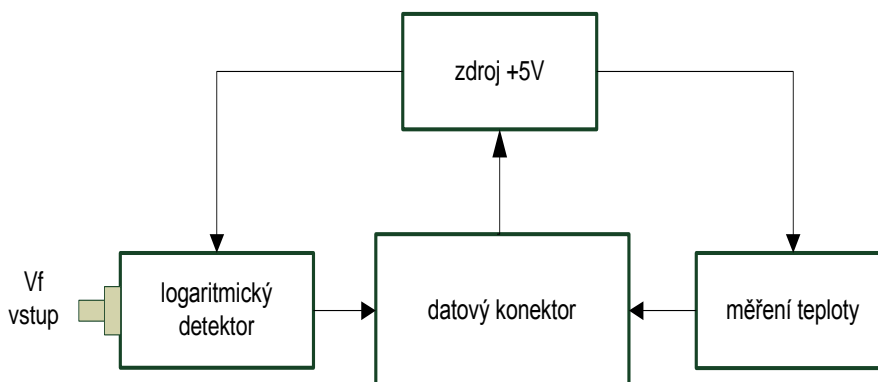 zdroj +5V
Vf
vstup
logaritmický
detektor
datový konektor
měření teploty